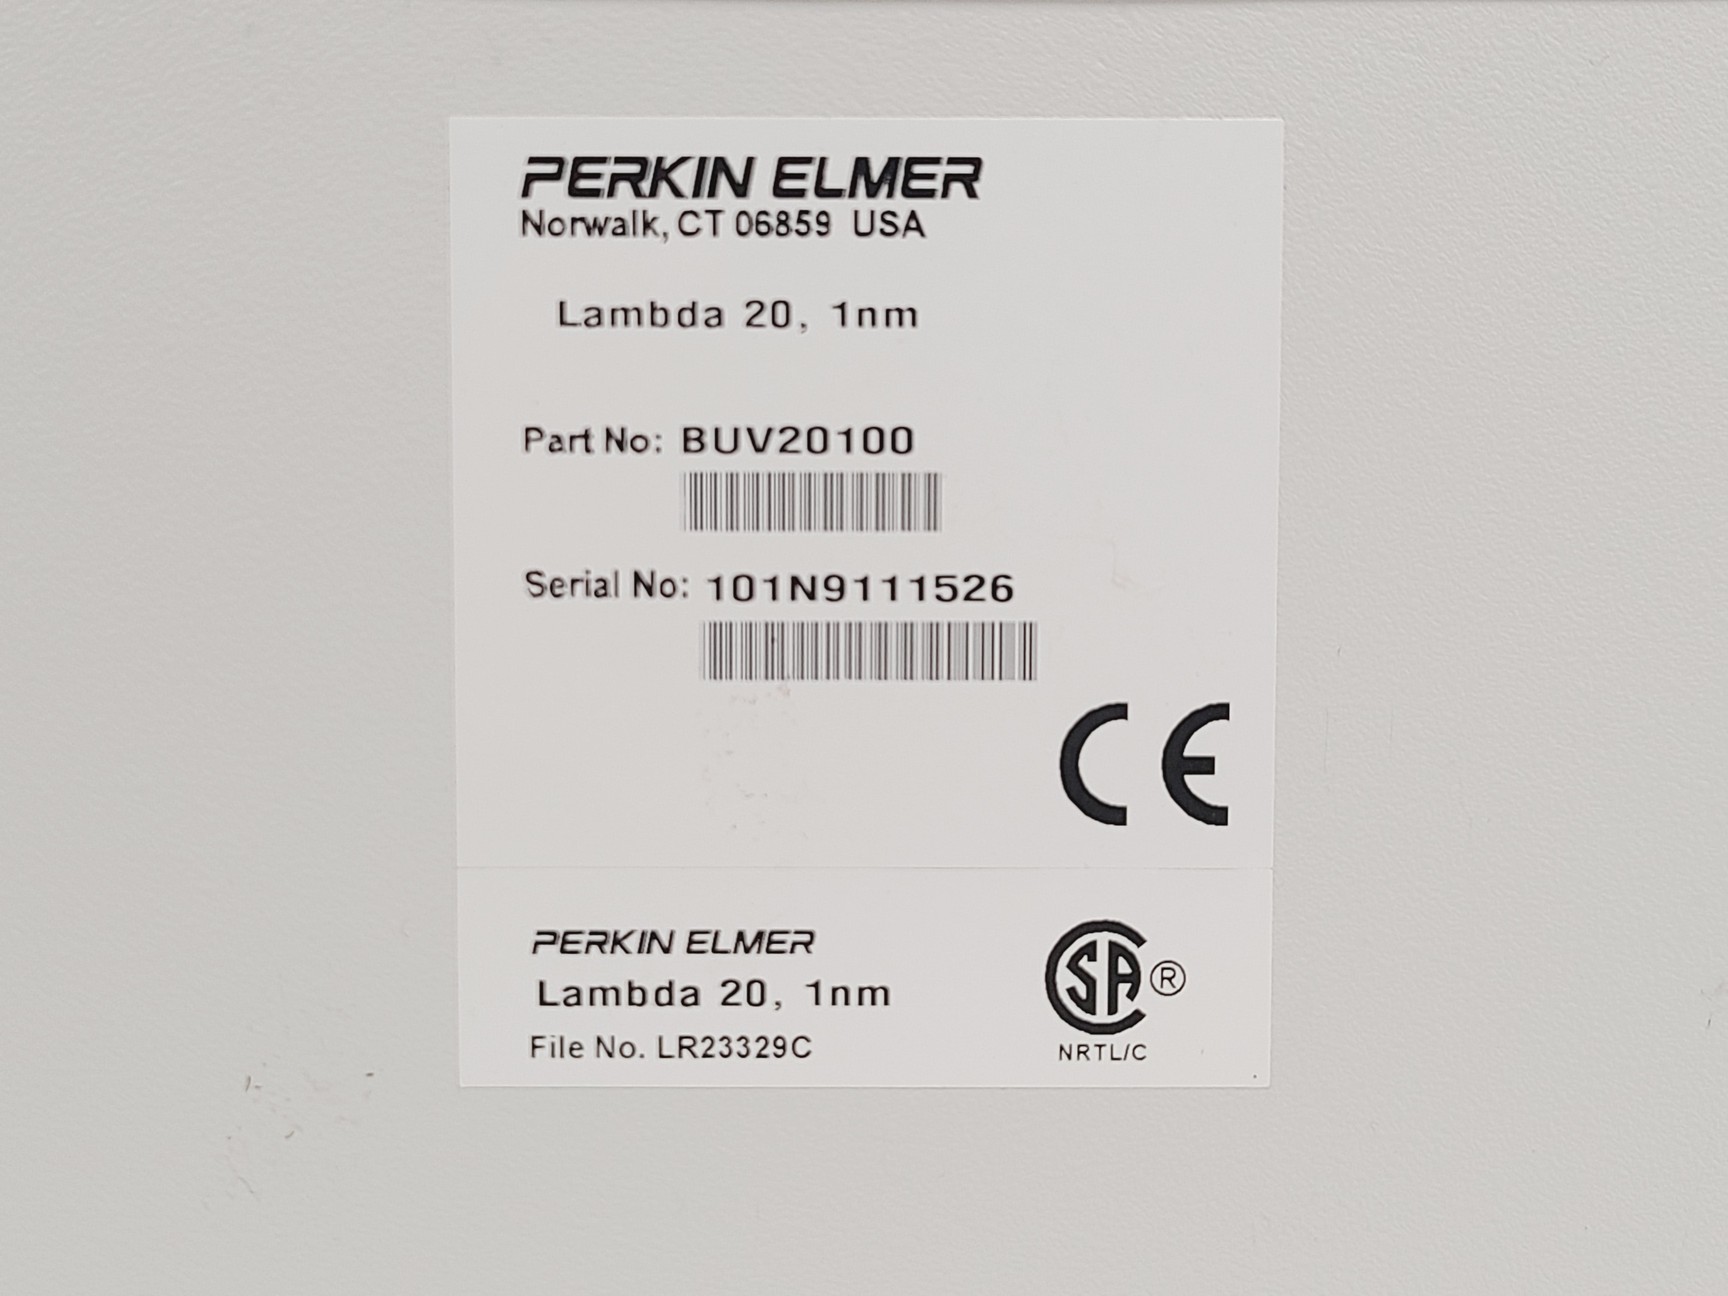 PERKIN ELMER
Norwalk, CT 06859 USA
Lambda 20, 1nm
Part No: BUV20100
Serial No: 101N9111526
CE
PERKIN ELMER
Lambda 20, 1nm
File No. LR23329C
CSA ®
NRTL/C